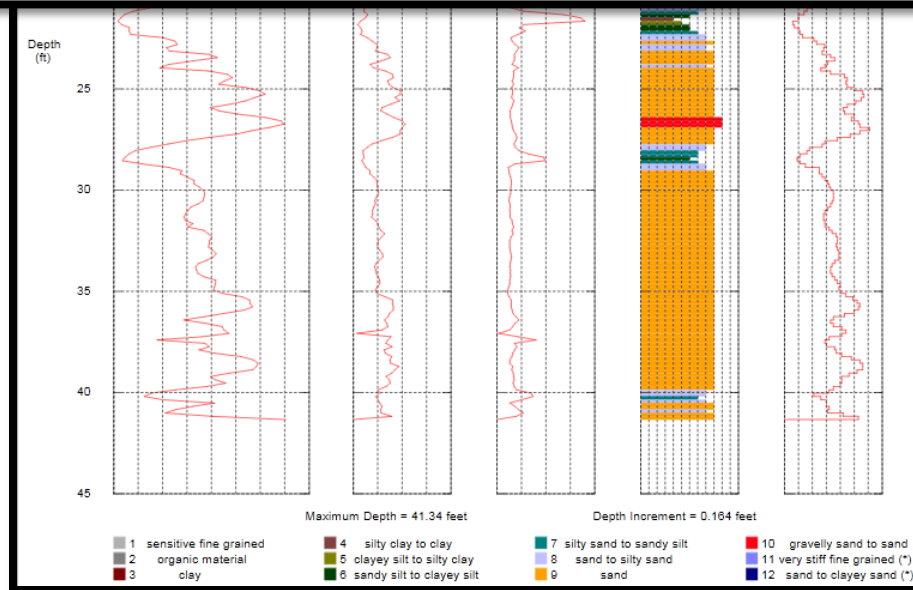 Depth
(ft)
25
30
35
40
45
Maximum Depth = 41.34 feet
Depth Increment = 0.164 feet
1 sensitive fine grained
2 organic material
3 clay
4 silty clay to clay
5 clayey silt to silty clay
6 sandy silt to clayey silt
7 silty sand to sandy silt
8 sand to silty sand
9 sand
10 gravelly sand to sand
11 very stiff fine grained (*)
12 sand to clayey sand (*)